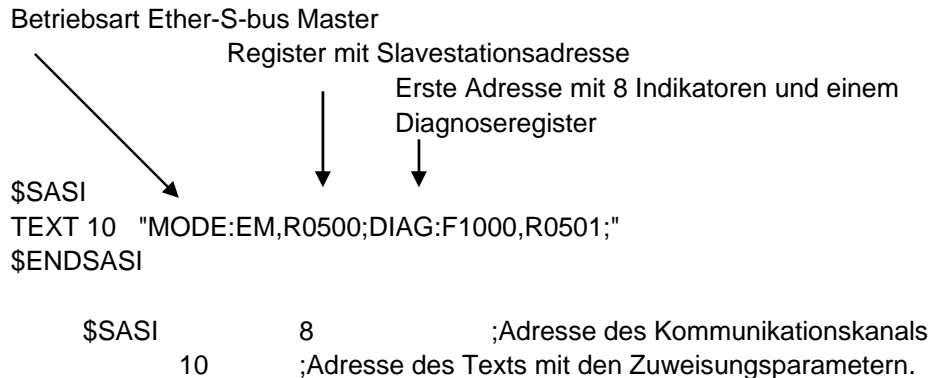 Betriebsart Ether-S-bus Master
Register mit Slavestationsadresse
Erste Adresse mit 8 Indikatoren und einem
Diagnoseregister
$SASI
TEXT 10 "MODE:EM,R0500;DIAG:F1000,R0501;"
$ENDSASI
$SASI 8 ;Adresse des Kommunikationskanals
10 ;Adresse des Texts mit den Zuweisungsparametern.